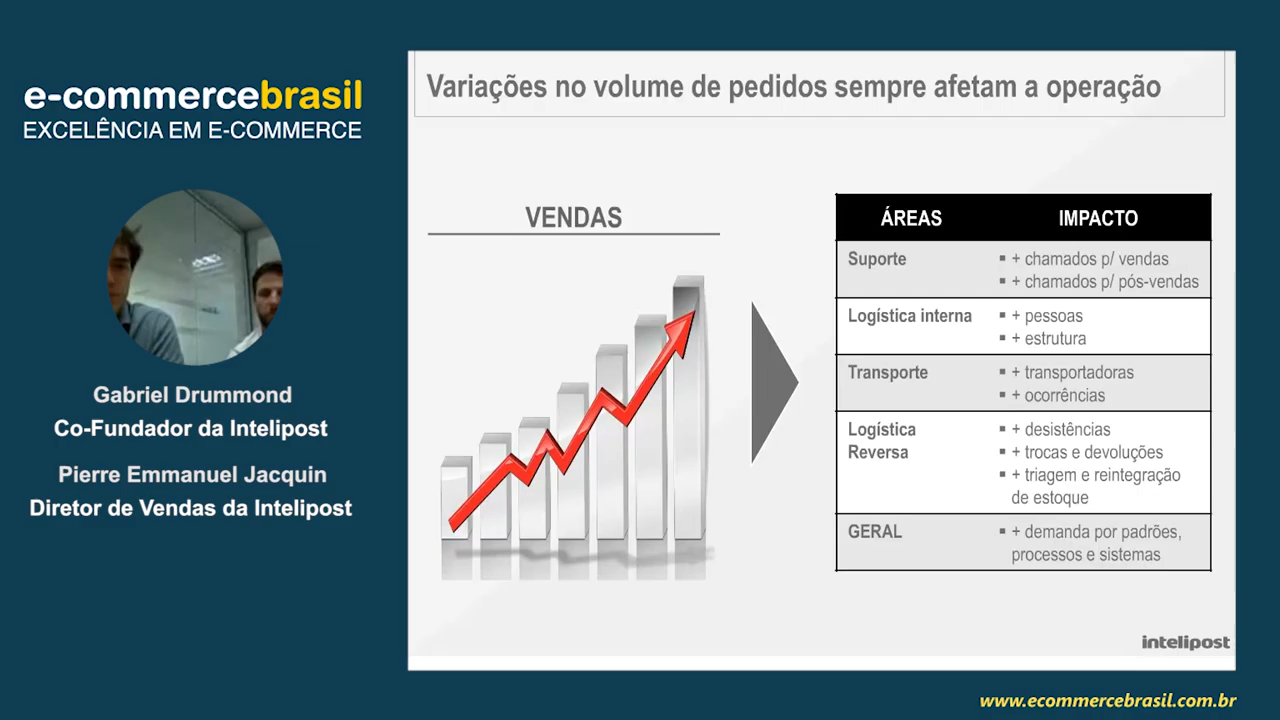 e-commercebrasil
EXCELÊNCIA EM E-COMMERCE
Gabriel Drummond
Co-Fundador da Intelipost
Pierre Emmanuel Jacquin
Diretor de Vendas da Intelipost
Variações no volume de pedidos sempre afetam a operação
VENDAS
ÁREAS IMPACTO
Suporte ▪ + chamados p/ vendas
▪ + chamados p/ pós-vendas
Logística interna ▪ + pessoas
▪ + estrutura
Transporte ▪ + transportadoras
▪ + ocorrências
Logística ▪ + desistências
Reversa ▪ + trocas e devoluções
▪ + triagem e reintegração
de estoque
GERAL ▪ + demanda por padrões,
processos e sistemas
intelipost
www.ecommercebrasil.com.br